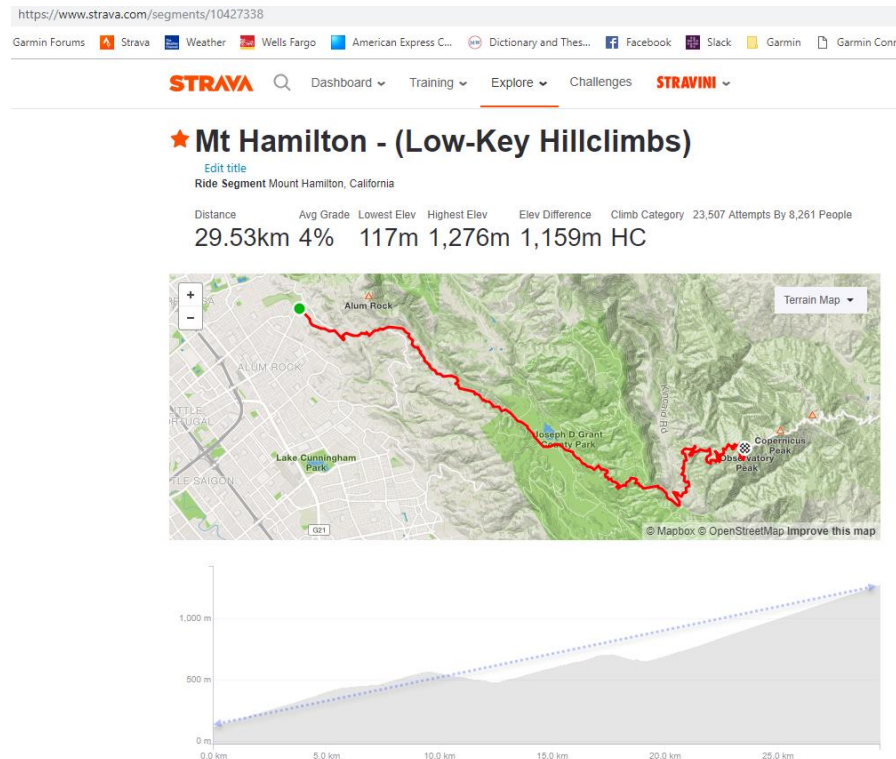 https://www.strava.com/segments/10427338
Garmin Forums Strava Weather Wells Fargo American Express C... Dictionary and Thes... Facebook Slack Garmin Garmin Conn
STRAVA Dashboard Training Explore Challenges STRAVINI
Mt Hamilton - (Low-Key Hillclimbs)
Edit title
Ride Segment Mount Hamilton, California
Distance Avg Grade Lowest Elev Highest Elev Elev Difference Climb Category 23,507 Attempts By 8,261 People
29.53km 4% 117m 1,276m 1,159m HC
+
−
Terrain Map
Alum Rock
ALUM ROCK
Kincaid Rd
Joseph D Grant
County Park
Copernicus
Peak
Observatory
Peak
Lake Cunningham
Park
TLE SAIGON
G21
© Mapbox © OpenStreetMap Improve this map
1,000 m
500 m
0 m
0.0 km 5.0 km 10.0 km 15.0 km 20.0 km 25.0 km